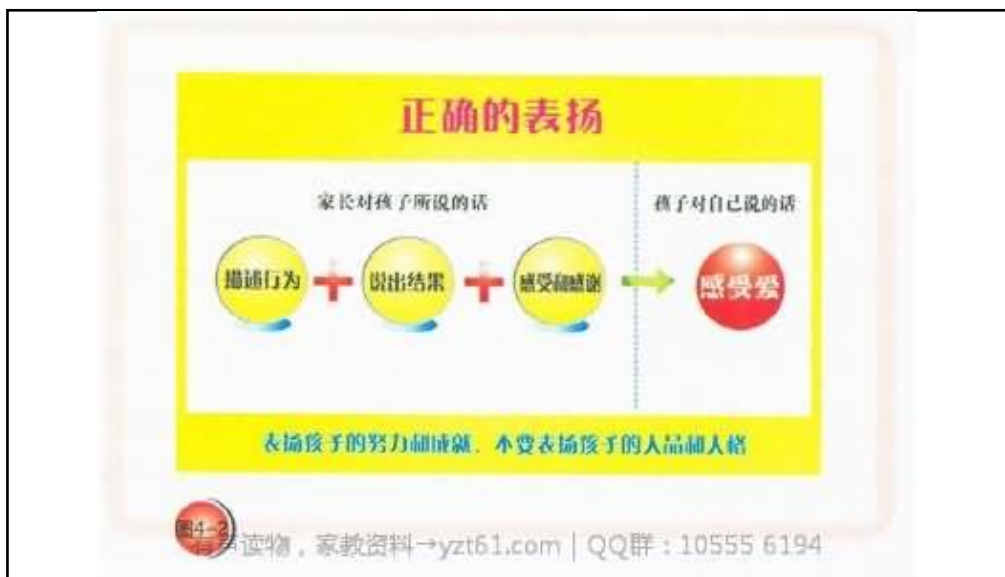 正确的表扬
家长对孩子所说的话
孩子对自己说的话
描述行为
说出结果
感受和感谢
感受爱
表扬孩子的努力和成就，不要表扬孩子的人品和人格
图4-2
有声读物，家教资料→yzt61.com | QQ群：10555 6194